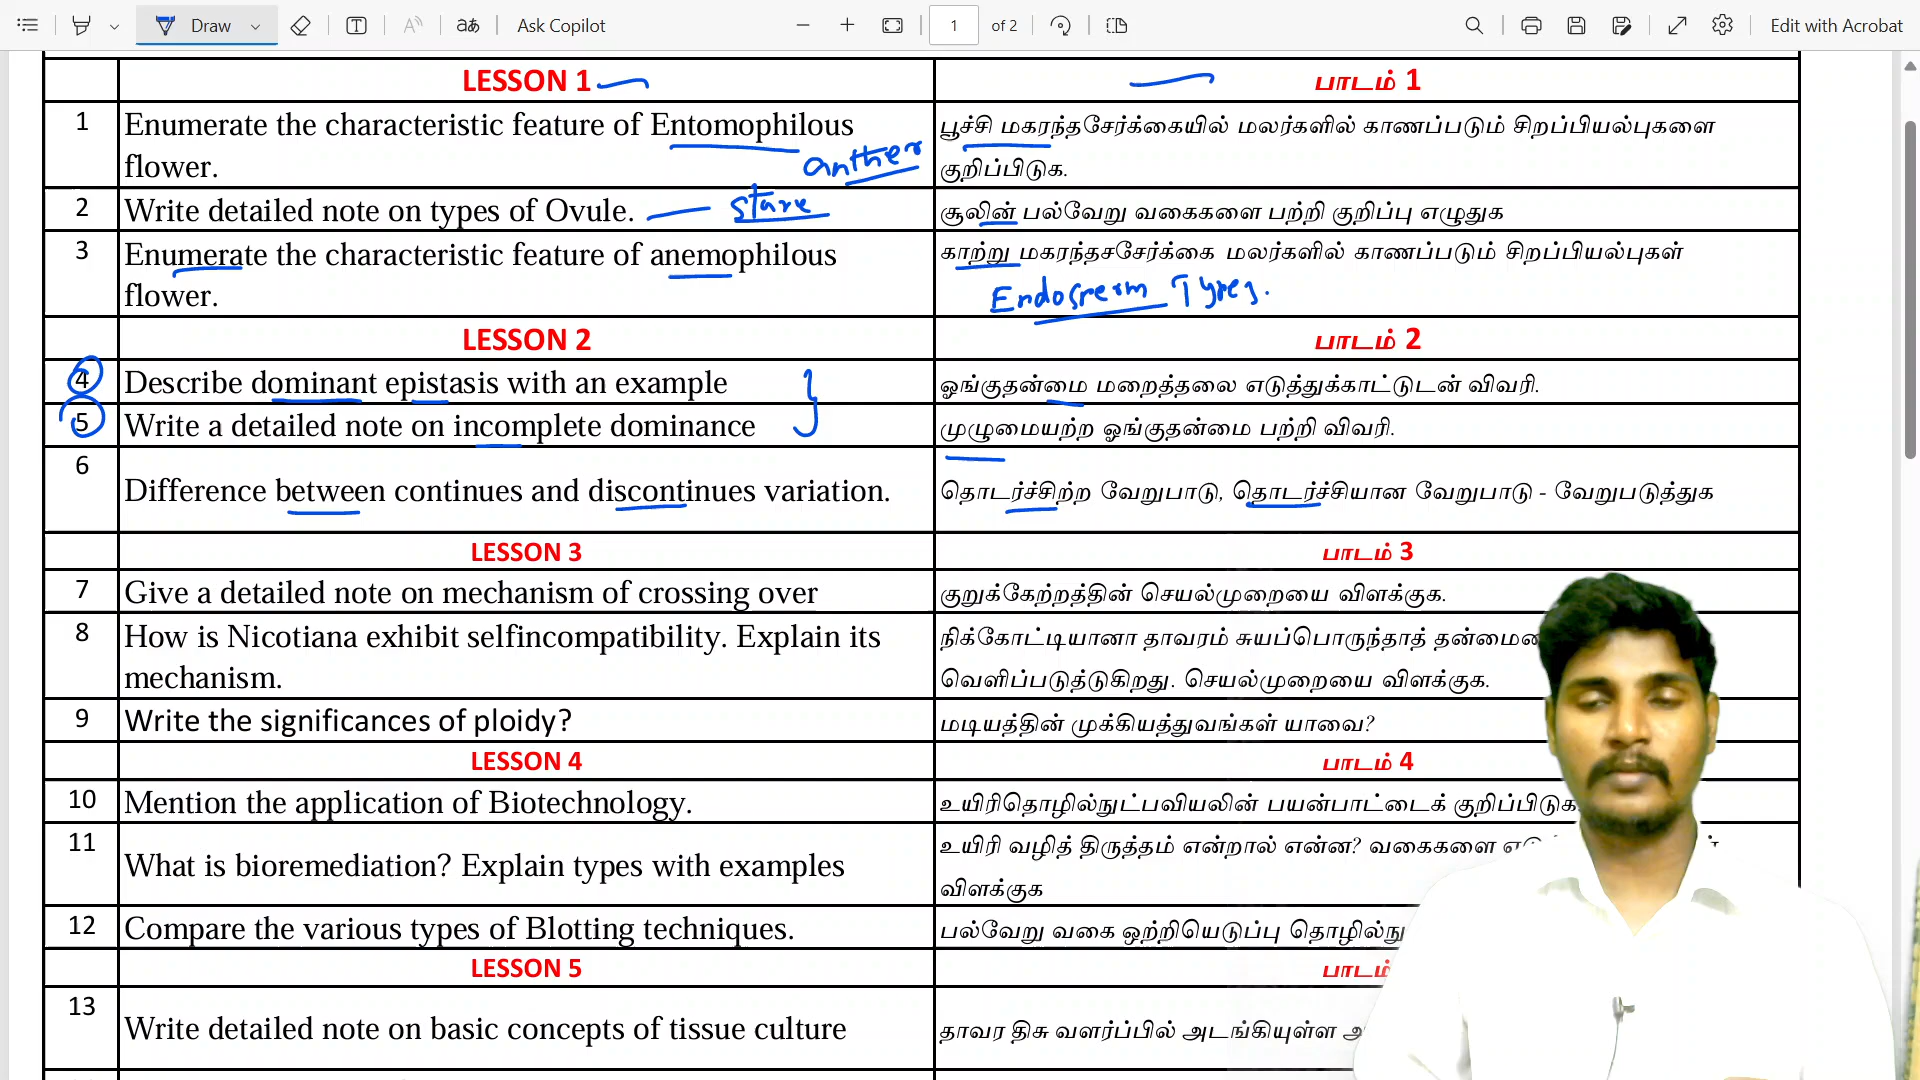 Draw
Ask Copilot
1 of 2
Edit with Acrobat
LESSON 1 பாடம் 1
1 Enumerate the characteristic feature of Entomophilous பூச்சி மகரந்தசேர்க்கையில் மலர்களில் காணப்படும் சிறப்பியல்புகளை
flower. anther குறிப்பிடுக.
2 Write detailed note on types of Ovule. சூலின் பல்வேறு வகைகளை பற்றி குறிப்பு எழுதுக
3 Enumerate the characteristic feature of anemophilous காற்று மகரந்தசசேர்க்கை மலர்களில் காணப்படும் சிறப்பியல்புகள்
flower. Endosperm Types.
LESSON 2 பாடம் 2
4 Describe dominant epistasis with an example ஓங்குதன்மை மறைத்தலை எடுத்துக்காட்டுடன் விவரி.
5 Write a detailed note on incomplete dominance முழுமையற்ற ஓங்குதன்மை பற்றி விவரி.
6 Difference between continues and discontinues variation. தொடர்ச்சிற்ற வேறுபாடு, தொடர்ச்சியான வேறுபாடு - வேறுபடுத்துக
LESSON 3 பாடம் 3
7 Give a detailed note on mechanism of crossing over குறுக்கேற்றத்தின் செயல்முறையை விளக்குக.
8 How is Nicotiana exhibit selfincompatibility. Explain its நிக்கோட்டியானா தாவரம் சுயப்பொருந்தாத்
mechanism. வெளிப்படுத்டுகிறது. செயல்முறையை விளக்குக.
9 Write the significances of ploidy? மடியத்தின் முக்கியத்துவங்கள் யாவை?
LESSON 4 பாடம் 4
10 Mention the application of Biotechnology. உயிரிதொழில்நுட்பவியலின் பயன்பாட்டைக் குறிப்பிடுக
11 What is bioremediation? Explain types with examples உயிரி வழித் திருத்தம் என்றால் என்ன? வகைகளை
விளக்குக
12 Compare the various types of Blotting techniques. பல்வேறு வகை ஒற்றியெடுப்பு
LESSON 5
13 Write detailed note on basic concepts of tissue culture தாவர திசு வளர்ப்பில் அடங்கியுள்ள